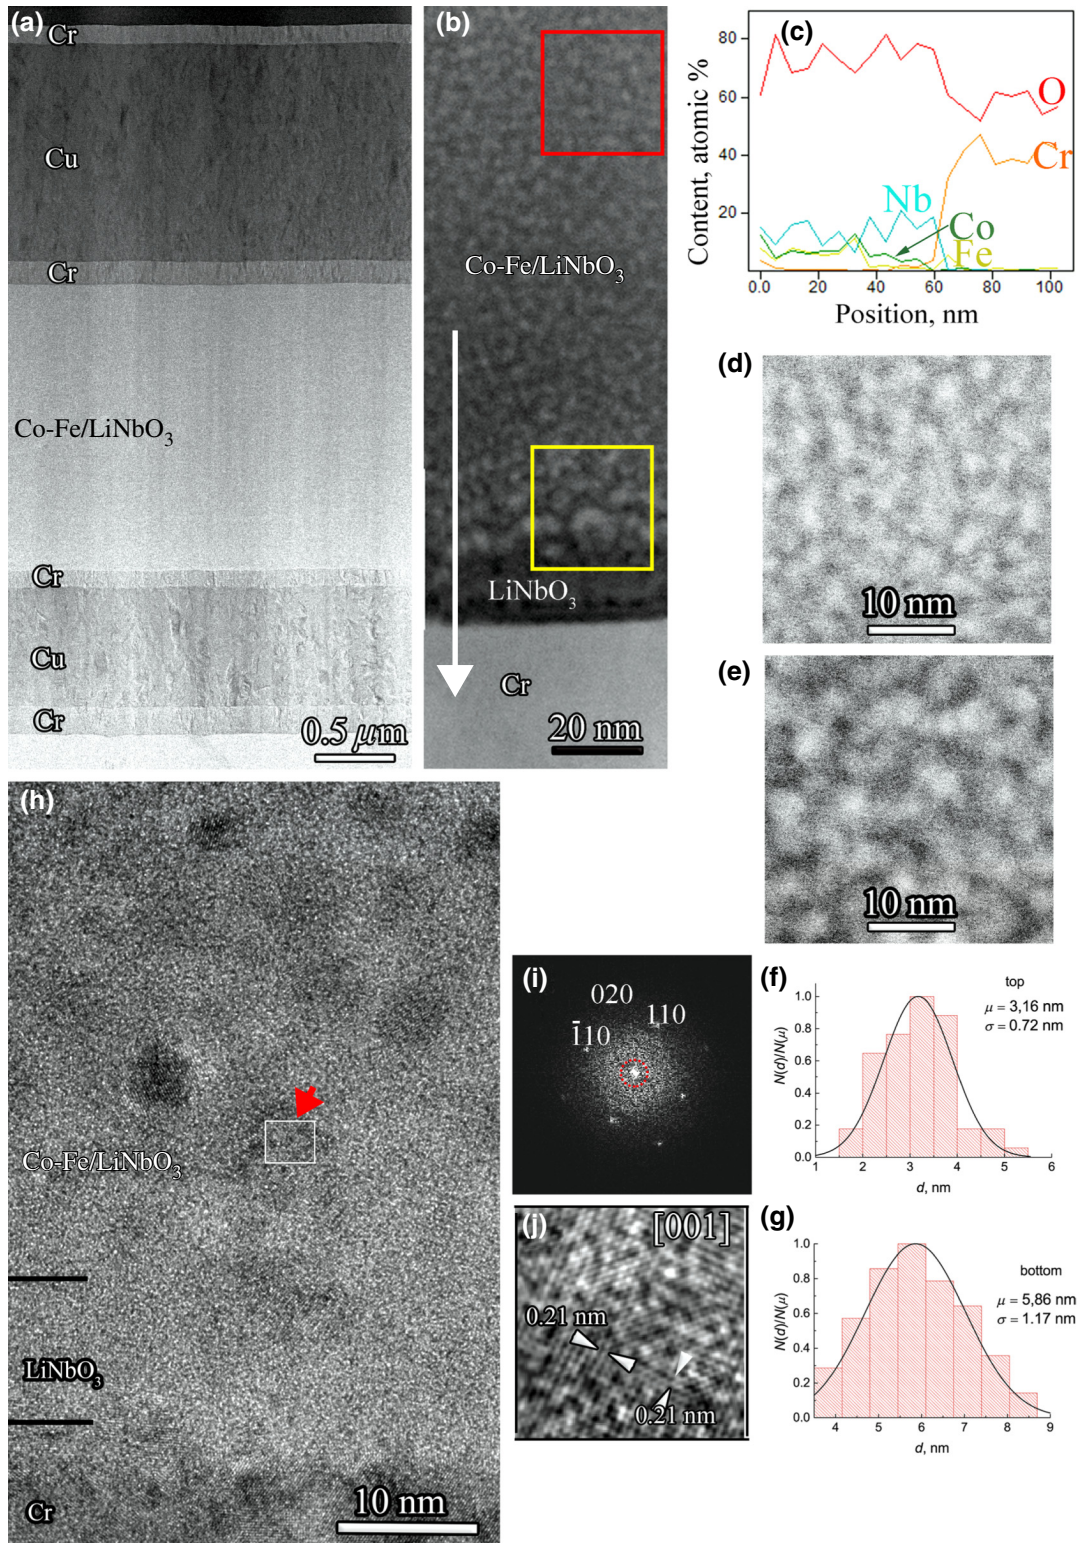 (a)
Cr
Cu
Cr
Co-Fe/LiNbO3
Cr
Cu
Cr
0.5 μm
(b)
Co-Fe/LiNbO3
LiNbO3
Cr
20 nm
(c)
Content, atomic %
80
60
40
20
O
Cr
Nb
Co
Fe
0.0 20 40 60 80 100
Position, nm
(d)
10 nm
(e)
10 nm
(h)
Co-Fe/LiNbO3
LiNbO3
Cr
10 nm
(i)
020
110
1̄10
(j)
[001]
0.21 nm
0.21 nm
(f)
N(d)/N(μ)
1.0
0.8
0.6
0.4
0.2
0.0
top
μ = 3,16 nm
σ = 0.72 nm
1 2 3 4 5 6
d, nm
(g)
N(d)/N(μ)
1.0
0.8
0.6
0.4
0.2
0.0
bottom
μ = 5,86 nm
σ = 1.17 nm
4 5 6 7 8 9
d, nm